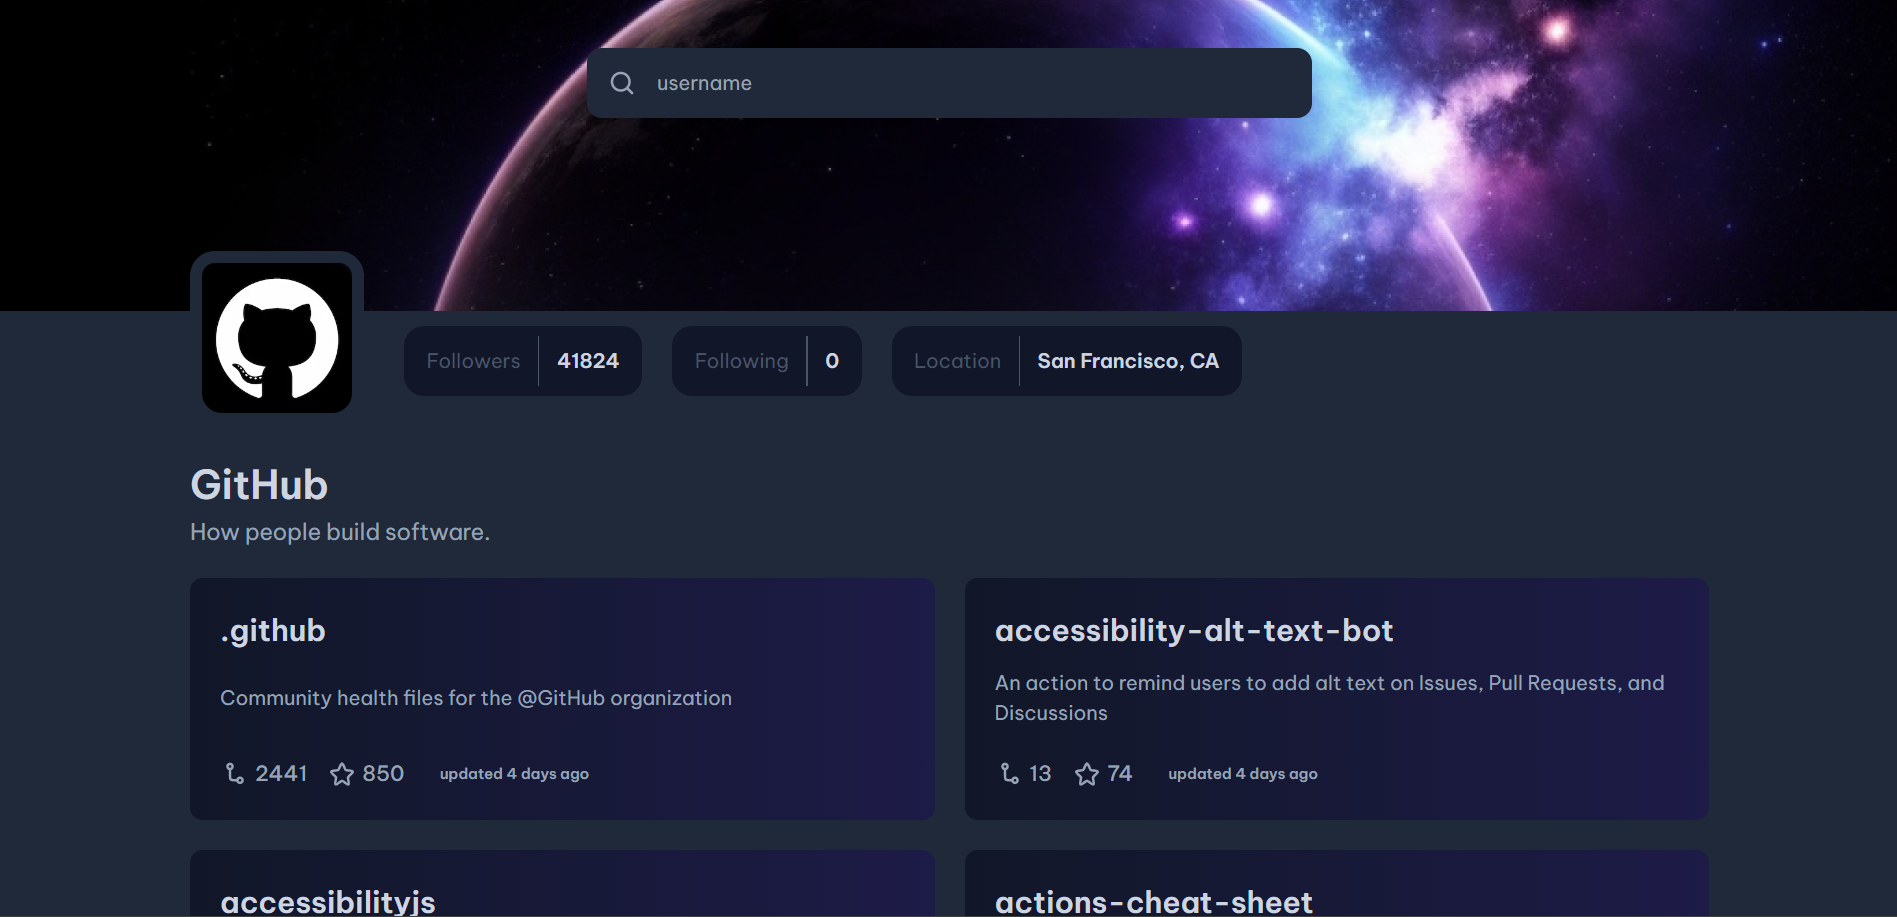 username
Followers 41824 Following 0 Location San Francisco, CA
GitHub
How people build software.
.github
Community health files for the @GitHub organization
2441 850 updated 4 days ago
accessibility-alt-text-bot
An action to remind users to add alt text on Issues, Pull Requests, and
Discussions
13 74 updated 4 days ago
accessibilityjs
actions-cheat-sheet